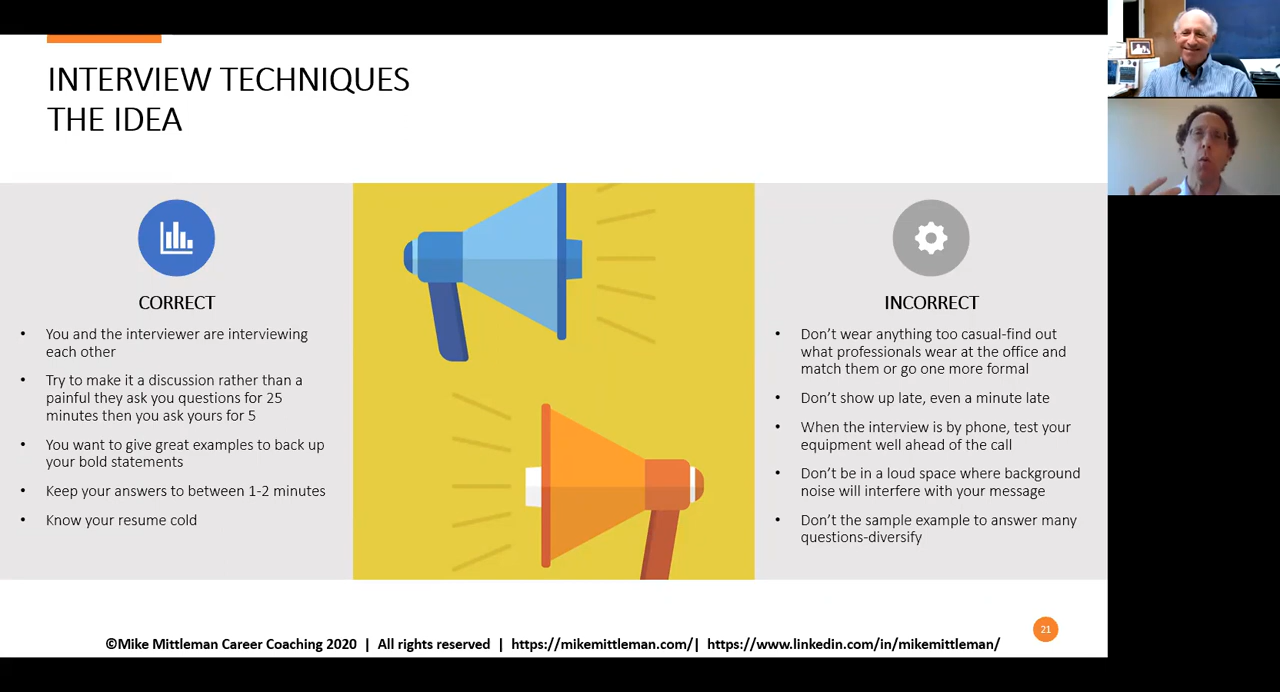 INTERVIEW TECHNIQUES
THE IDEA
CORRECT
• You and the interviewer are interviewing
each other
• Try to make it a discussion rather than a
painful they ask you questions for 25
minutes then you ask yours for 5
• You want to give great examples to back up
your bold statements
• Keep your answers to between 1-2 minutes
• Know your resume cold
INCORRECT
• Don’t wear anything too casual-find out
what professionals wear at the office and
match them or go one more formal
• Don’t show up late, even a minute late
• When the interview is by phone, test your
equipment well ahead of the call
• Don’t be in a loud space where background
noise will interfere with your message
• Don’t the sample example to answer many
questions-diversify
21
©Mike Mittleman Career Coaching 2020 | All rights reserved | https://mikemittleman.com/| https://www.linkedin.com/in/mikemittleman/